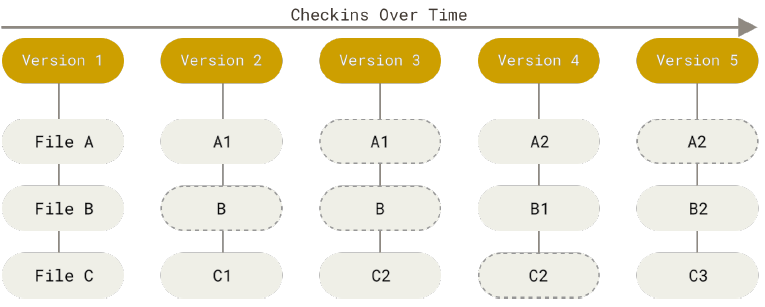 Checkins Over Time
Version 1 Version 2 Version 3 Version 4 Version 5
File A A1 A1 A2 A2
File B B B B1 B2
File C C1 C2 C2 C3